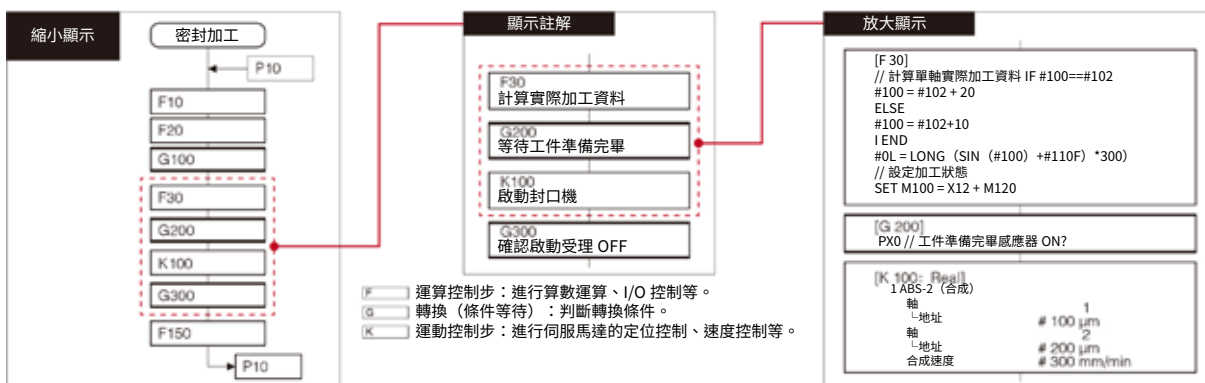 縮小顯示
密封加工
P10
F10
F20
G100
F30
G200
K100
G300
F150
P10
顯示註解
F30
計算實際加工資料
G200
等待工件準備完畢
K100
啟動封口機
G300
確認啟動受理 OFF
F 運算控制步：進行算數運算、I/O 控制等。
G 轉換（條件等待）：判斷轉換條件。
K 運動控制步：進行伺服馬達的定位控制、速度控制等。
放大顯示
[F 30]
// 計算單軸實際加工資料 IF #100==#102
#100 = #102 + 20
ELSE
#100 = #102+10
I END
#0L = LONG（SIN（#100）+#110F）*300）
// 設定加工狀態
SET M100 = X12 + M120
[G 200]
PX0 // 工件準備完畢感應器 ON?
[K 100: Real]
1 ABS-2（合成）
軸 1
└地址 # 100 μm
軸 2
└地址 # 200 μm
合成速度 # 300 mm/min